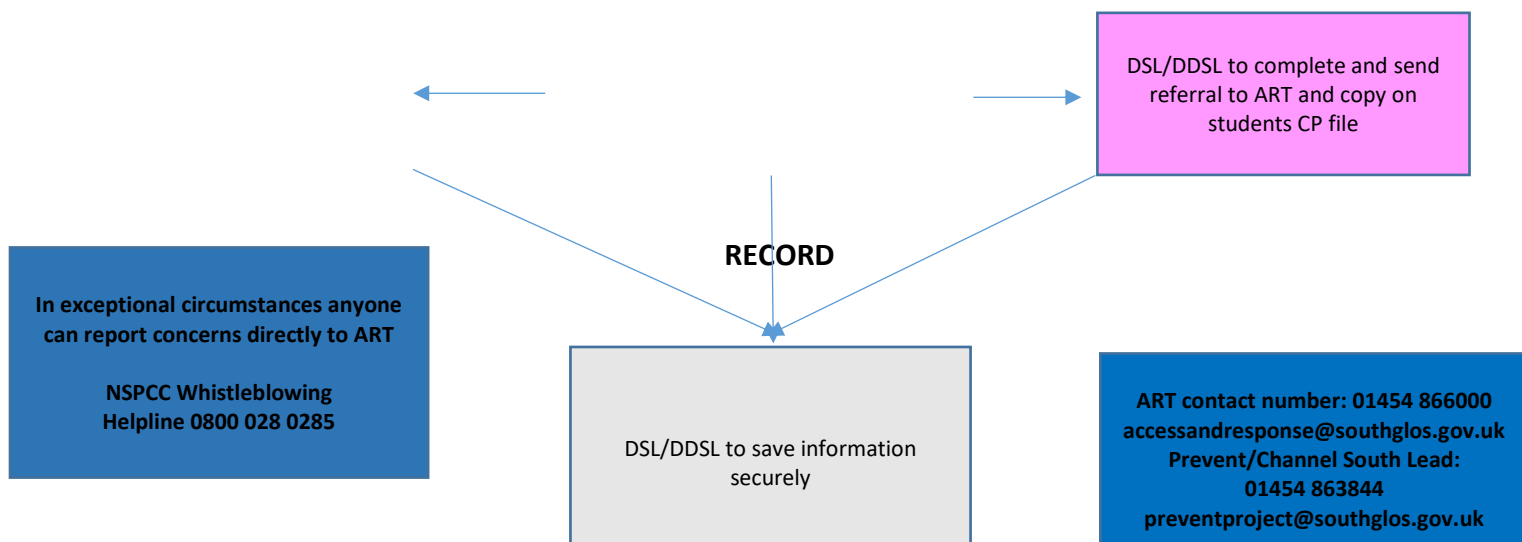 DSL/DDSL to complete and send
referral to ART and copy on
students CP file
RECORD
In exceptional circumstances anyone
can report concerns directly to ART
NSPCC Whistleblowing
Helpline 0800 028 0285
DSL/DDSL to save information
securely
ART contact number: 01454 866000
accessandresponse@southglos.gov.uk
Prevent/Channel South Lead:
01454 863844
preventproject@southglos.gov.uk